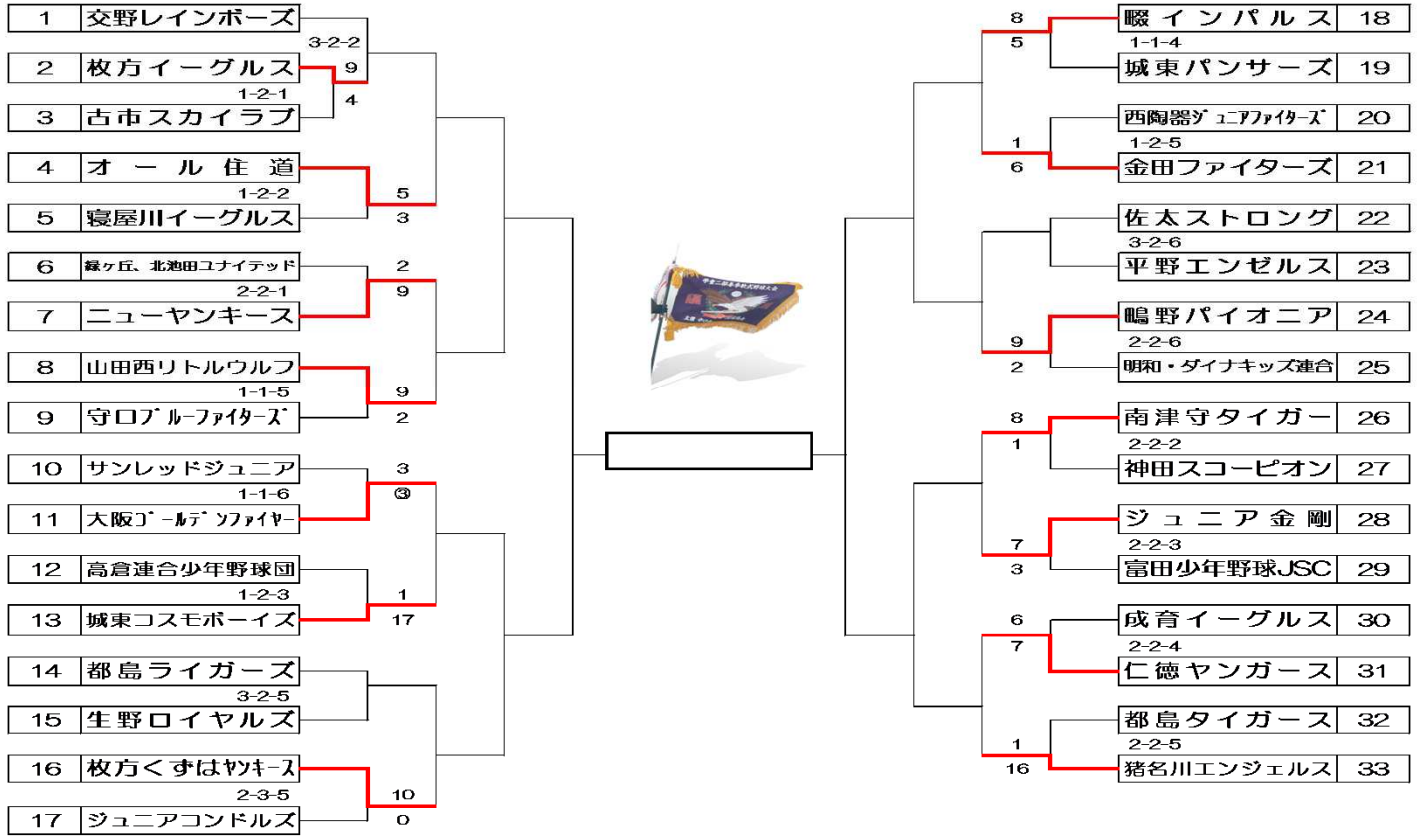 1 交野レインボーズ
3-2-2
2 枚方イーグルス 9
1-2-1
4
3 古市スカイラブ
4 オール住道
1-2-2 5
5 寝屋川イーグルス 3
6 緑ヶ丘、北池田ユナイテッド 2
2-2-1 9
7 ニューヤンキース
8 山田西リトルウルフ
1-1-5 9
9 守口ブルーファイターズ 2
10 サンレッドジュニア 3
1-1-6 ③
11 大阪ゴールデンファイヤー
12 高倉連合少年野球団
1-2-3 1
13 城東コスモボーイズ 17
14 都島ライガーズ
3-2-5
15 生野ロイヤルズ
16 枚方くずはヤンキース
2-3-5 10
17 ジュニアコンドルズ 0
8 畷インパルス 18
5 1-1-4
城東パンサーズ 19
西陶器ジュニアファイターズ 20
1 1-2-5
6 金田ファイターズ 21
佐太ストロング 22
3-2-6
平野エンゼルス 23
鴫野パイオニア 24
9 2-2-6
2 明和・ダイナキッズ連合 25
8 南津守タイガー 26
1 2-2-2
神田スコーピオン 27
ジュニア金剛 28
7 2-2-3
3 富田少年野球JSC 29
6 成育イーグルス 30
7 2-2-4
仁徳ヤンガース 31
都島タイガース 32
1 2-2-5
16 猪名川エンジェルス 33